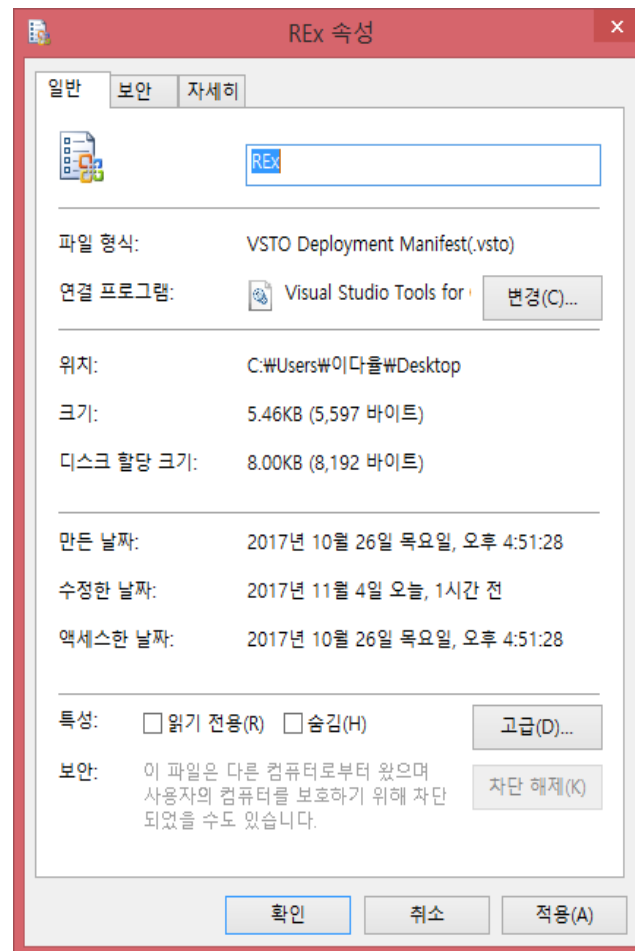 REx 속성
일반 보안 자세히
REx
파일 형식: VSTO Deployment Manifest(.vsto)
연결 프로그램: Visual Studio Tools for 변경(C)...
위치: C:₩Users₩이다율₩Desktop
크기: 5.46KB (5,597 바이트)
디스크 할당 크기: 8.00KB (8,192 바이트)
만든 날짜: 2017년 10월 26일 목요일, 오후 4:51:28
수정한 날짜: 2017년 11월 4일 오늘, 1시간 전
액세스한 날짜: 2017년 10월 26일 목요일, 오후 4:51:28
특성: 읽기 전용(R) 숨김(H) 고급(D)...
보안: 이 파일은 다른 컴퓨터로부터 왔으며
사용자의 컴퓨터를 보호하기 위해 차단 차단 해제(K)
되었을 수도 있습니다.
확인 취소 적용(A)